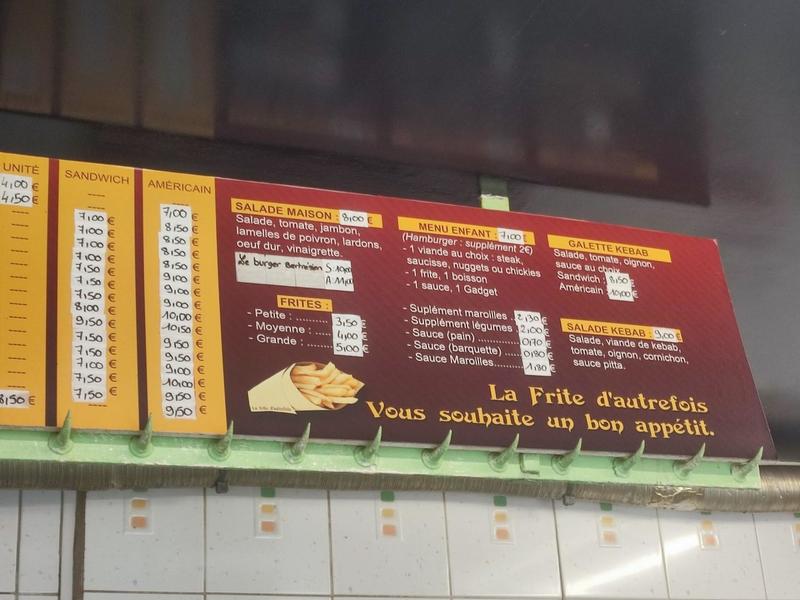 UNITÉ
4,00 €
4,50 €
8,50 €
SANDWICH
7,00 €
7,00 €
7,00 €
7,00 €
7,50 €
7,50 €
7,50 €
8,00 €
9,50 €
7,50 €
7,50 €
7,00 €
7,50 €
7,50 €
AMÉRICAIN
7,00 €
8,50 €
8,50 €
8,50 €
9,00 €
9,00 €
9,00 €
10,00 €
10,50 €
9,50 €
9,50 €
9,00 €
10,00 €
9,50 €
SALADE MAISON : 8,00 €
Salade, tomate, jambon,
lamelles de poivron, lardons,
oeuf dur, vinaigrette.
Le burger
FRITES :
- Petite : .......... 3,50 €
- Moyenne : ..... 4,00 €
- Grande : ......... 5,00 €
La frite d'autrefois
MENU ENFANT : 7,00 €
(Hamburger : supplément 2€)
- 1 viande au choix : steak,
saucisse, nuggets ou chickies
- 1 frite, 1 boisson
- 1 sauce, 1 Gadget
- Suplément maroilles : 2,30 €
- Supplément légumes : 2,00 €
- Sauce (pain) ............ 0,70 €
- Sauce (barquette) ..... 0,80 €
- Sauce Maroilles........ 1,80 €
GALETTE KEBAB
Salade, tomate, oignon,
sauce au choix
Sandwich : 8,50 €
Américain : 10,00 €
SALADE KEBAB : 9,00 €
Salade, viande de kebab,
tomate, oignon, cornichon,
sauce pitta.
La Frite d'autrefois
Vous souhaite un bon appétit.